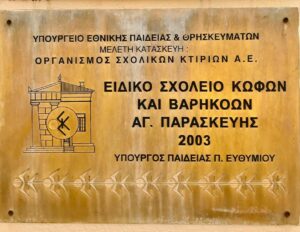 ΥΠΟΥΡΓΕΙΟ ΕΘΝΙΚΗΣ ΠΑΙΔΕΙΑΣ & ΘΡΗΣΚΕΥΜΑΤΩΝ
ΜΕΛΕΤΗ ΚΑΤΑΣΚΕΥΗ :
ΟΡΓΑΝΙΣΜΟΣ ΣΧΟΛΙΚΩΝ ΚΤΙΡΙΩΝ Α.Ε.
ΕΙΔΙΚΟ ΣΧΟΛΕΙΟ ΚΩΦΩΝ
ΚΑΙ ΒΑΡΗΚΟΩΝ
ΑΓ. ΠΑΡΑΣΚΕΥΗΣ
2003
ΥΠΟΥΡΓΟΣ ΠΑΙΔΕΙΑΣ Π. ΕΥΘΥΜΙΟΥ